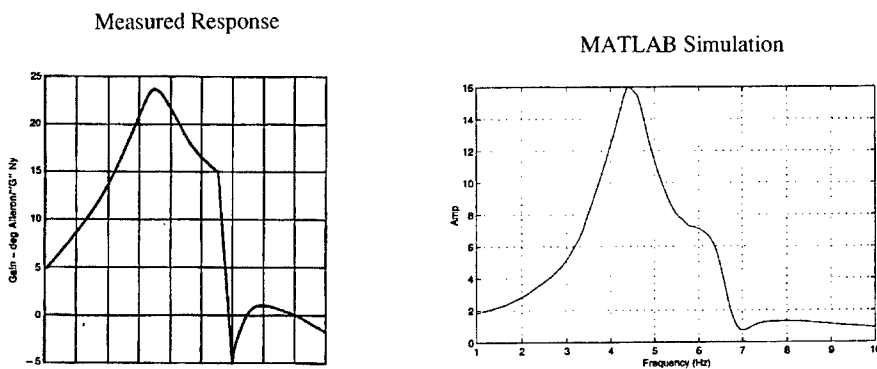 Measured Response
MATLAB Simulation
25
20
15
10
5
0
−5
Gain ~ deg Aileron/"G" Ny
16
14
12
10
8
6
4
2
0
Amp
1 2 3 4 5 6 7 8 9 10
Frequency (Hz)